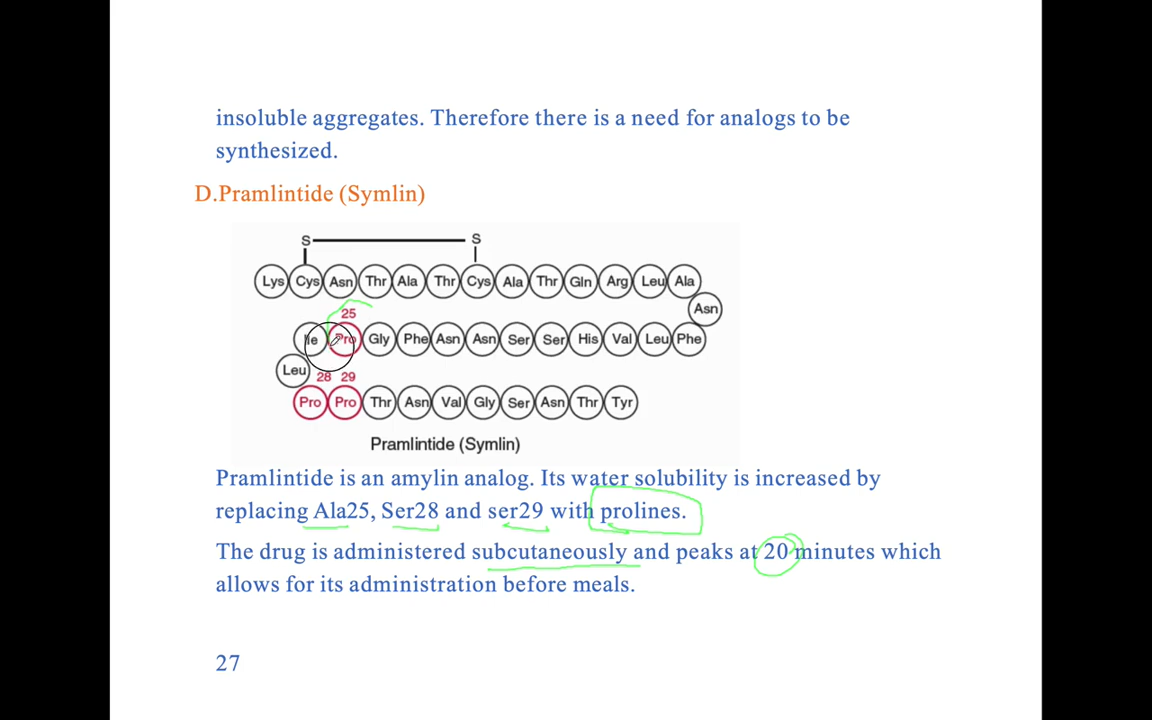 insoluble aggregates. Therefore there is a need for analogs to be
synthesized.
D.Pramlintide (Symlin)
S S
Lys Cys Asn Thr Ala Thr Cys Ala Thr Gln Arg Leu Ala
Asn
25
Ile Pro Gly Phe Asn Asn Ser Ser His Val Leu Phe
Leu
28 29
Pro Pro Thr Asn Val Gly Ser Asn Thr Tyr
Pramlintide (Symlin)
Pramlintide is an amylin analog. Its water solubility is increased by
replacing Ala25, Ser28 and ser29 with prolines.
The drug is administered subcutaneously and peaks at 20 minutes which
allows for its administration before meals.
27